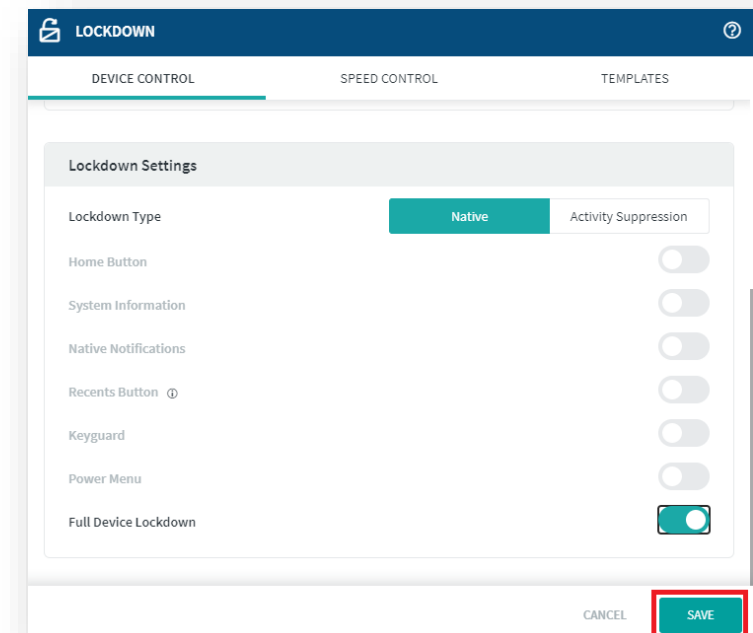 LOCKDOWN
DEVICE CONTROL SPEED CONTROL TEMPLATES
Lockdown Settings
Lockdown Type Native Activity Suppression
Home Button
System Information
Native Notifications
Recents Button
Keyguard
Power Menu
Full Device Lockdown
CANCEL SAVE